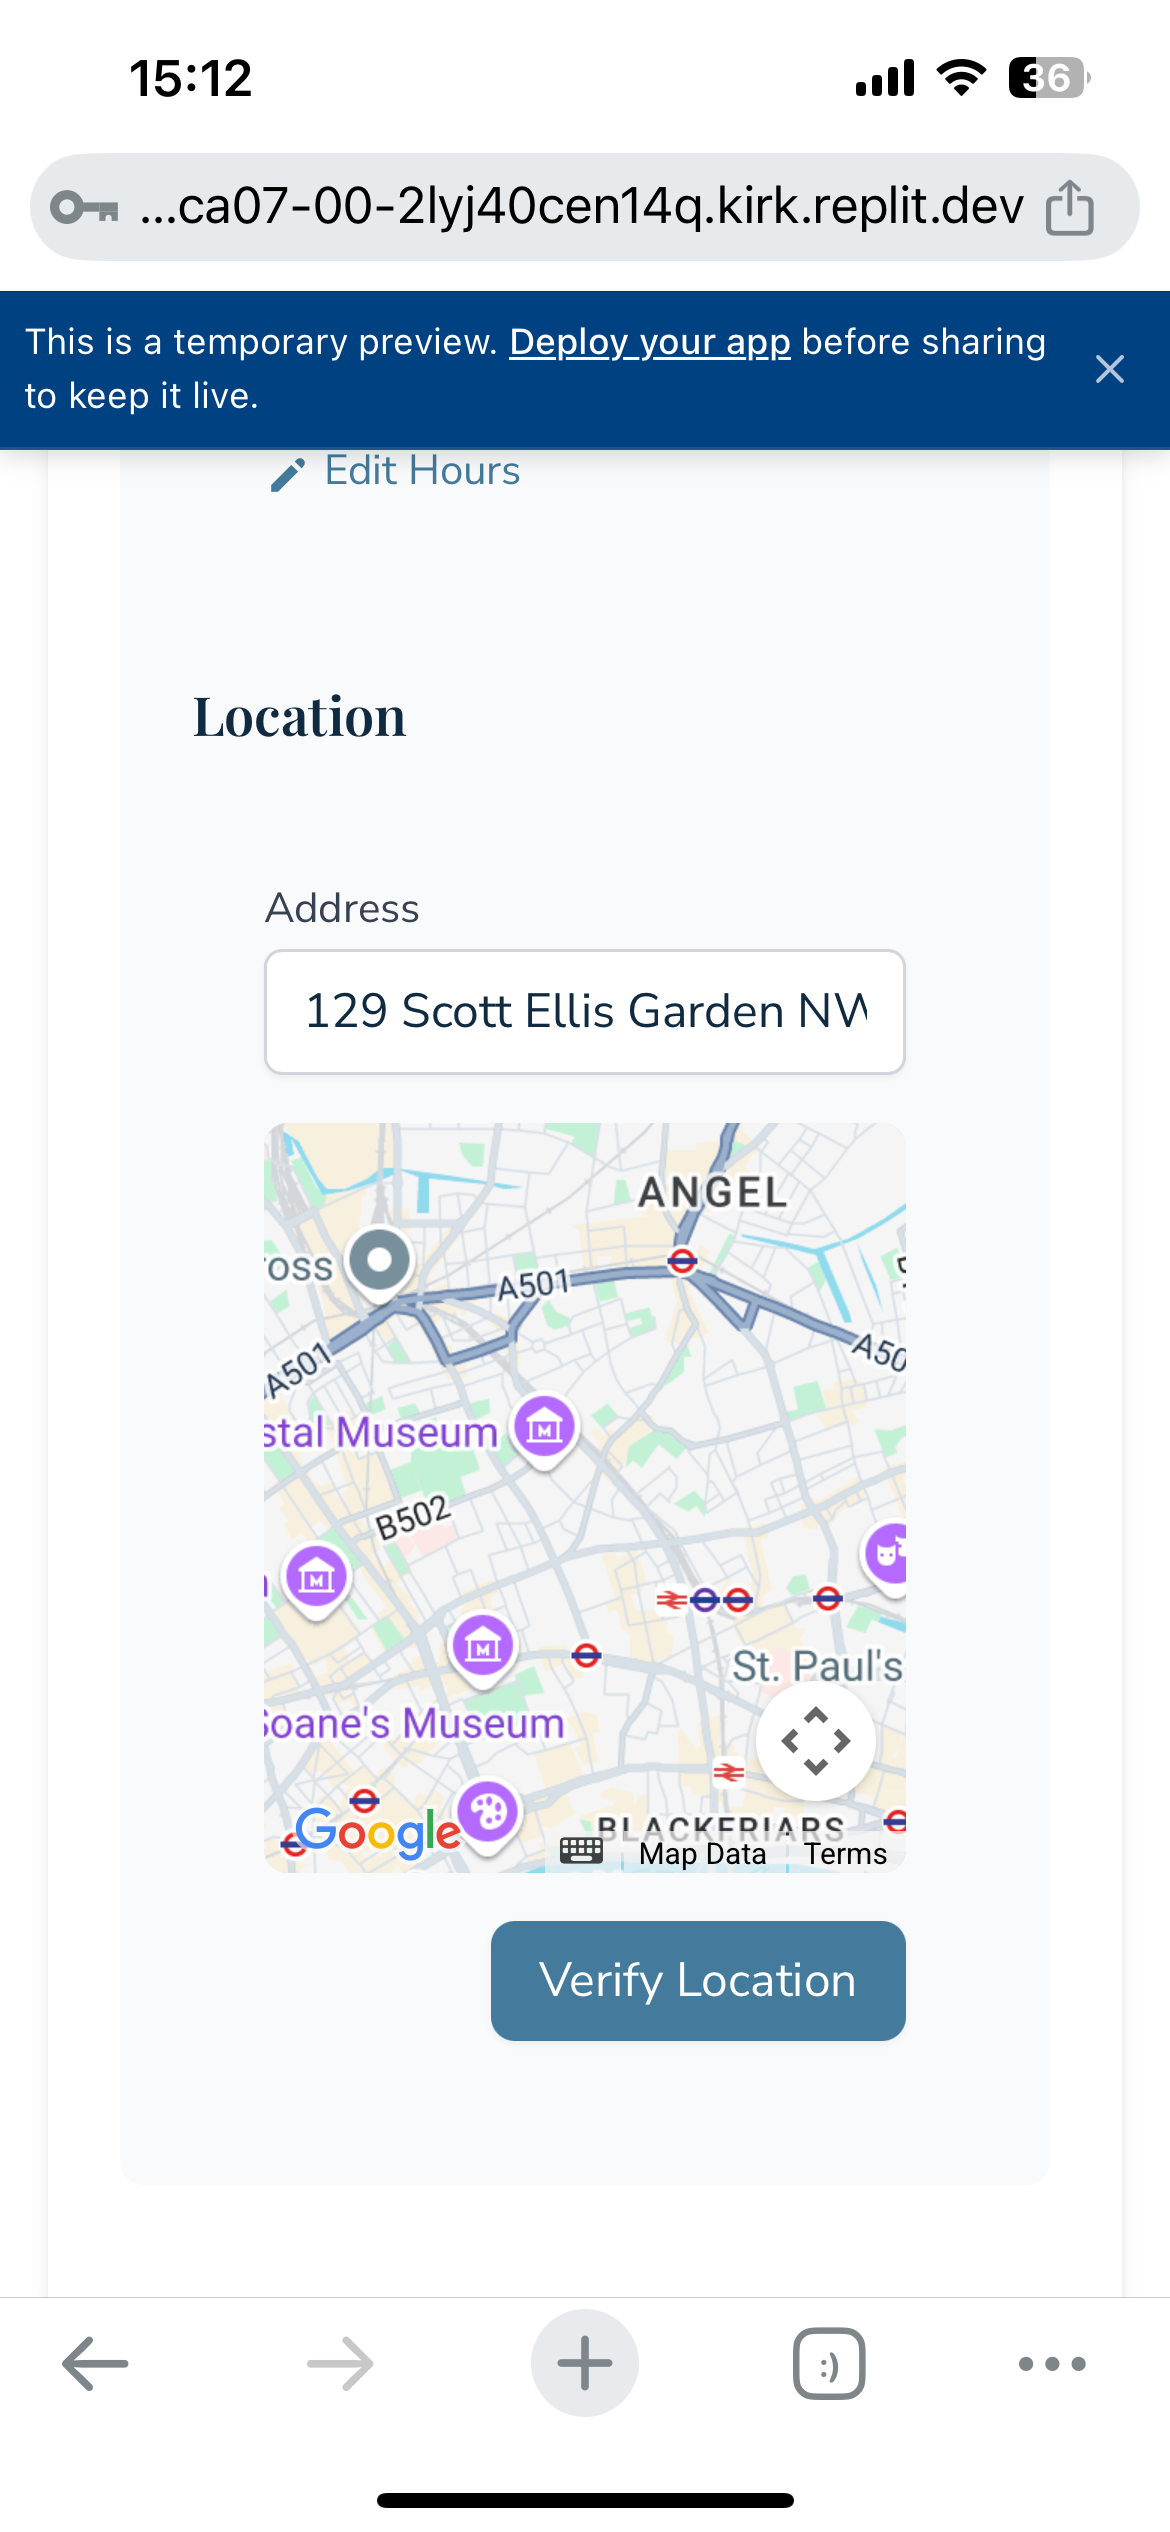 15:12
36
...ca07-00-2lyj40cen14q.kirk.replit.dev
This is a temporary preview. Deploy your app before sharing
to keep it live.
Edit Hours
Location
Address
129 Scott Ellis Garden NW
ANGEL
oss
A501
A501
A50
stal Museum
B502
St. Paul's
Soane's Museum
BLACKFRIARS
Google
Map Data
Terms
Verify Location
:)